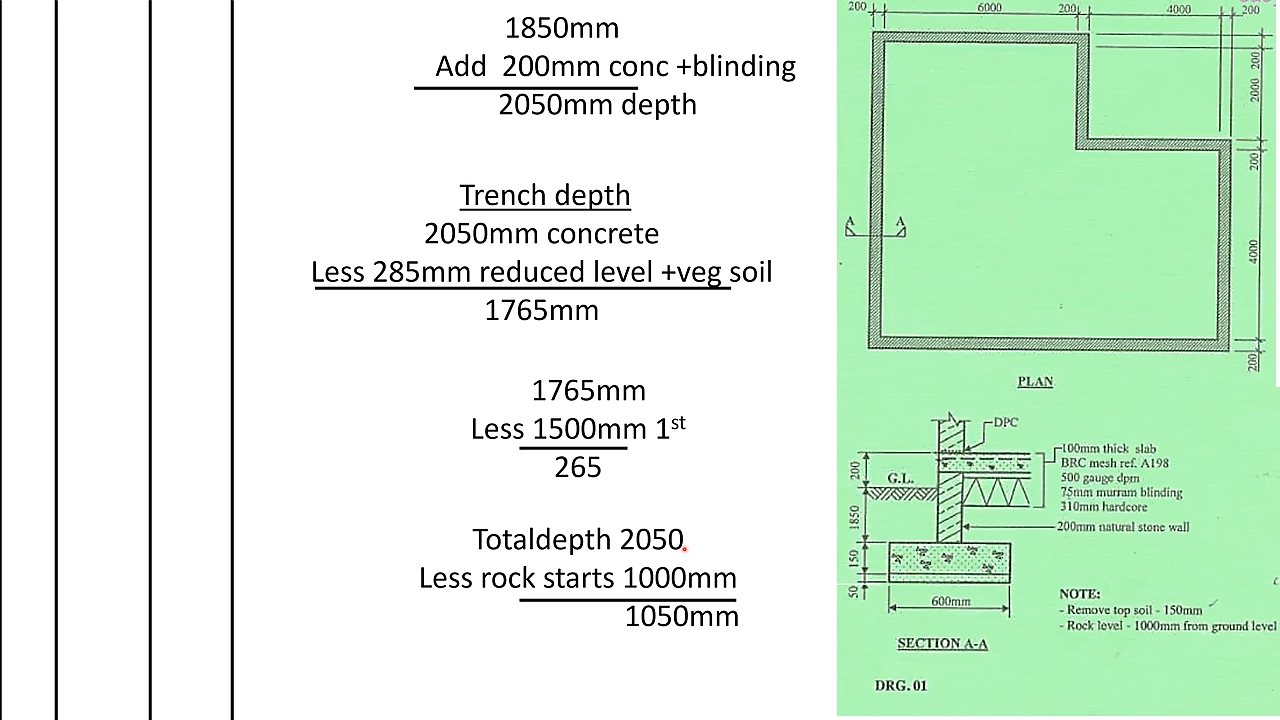 1850mm
Add 200mm conc +blinding
2050mm depth
Trench depth
2050mm concrete
Less 285mm reduced level +veg soil
1765mm
1765mm
Less 1500mm 1st
265
Totaldepth 2050
Less rock starts 1000mm
1050mm
200 6000 200 4000 200
200
2000
200
4000
200
A A
PLAN
DPC
100mm thick slab
BRC mesh ref. A198
500 gauge dpm
75mm murram blinding
310mm hardcore
200mm natural stone wall
200
G.L.
1850
150
50
600mm
NOTE:
- Remove top soil - 150mm
- Rock level - 1000mm from ground level
SECTION A-A
DRG. 01